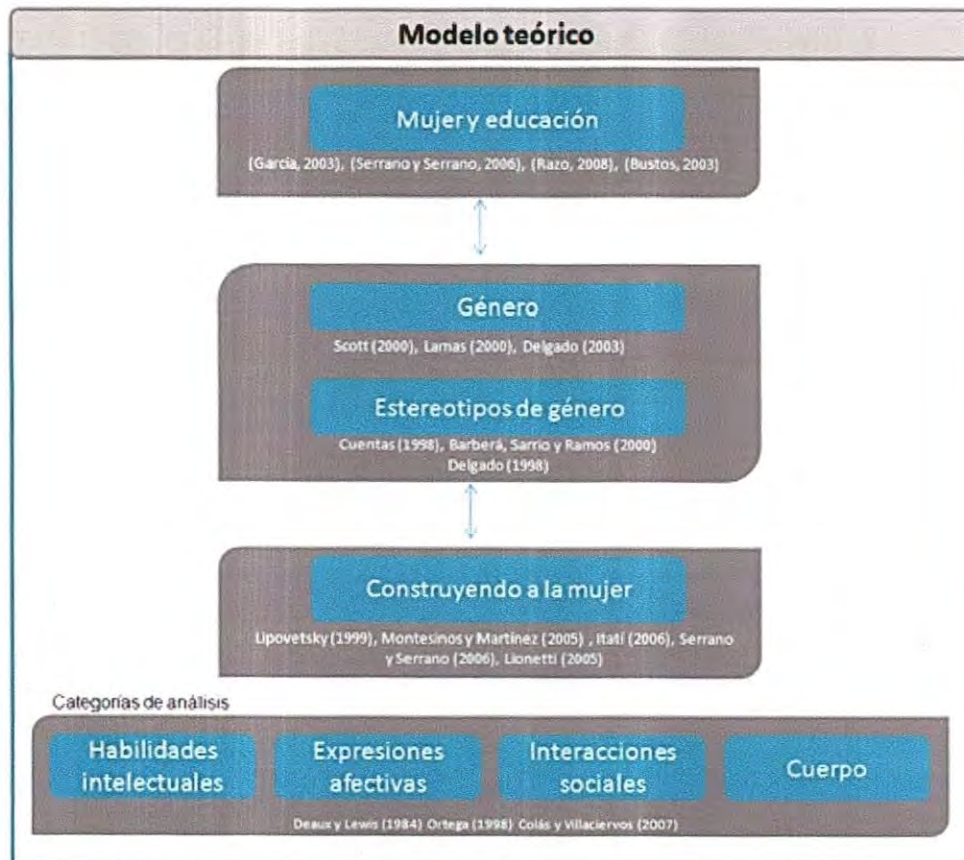 Modelo teórico
Mujer y educación
(García, 2003), (Serrano y Serrano, 2006), (Razo, 2008), (Bustos, 2003)
Género
Scott (2000), Lamas (2000), Delgado (2003)
Estereotipos de género
Cuentas (1998), Barberá, Sarrio y Ramos (2000)
Delgado (1998)
Construyendo a la mujer
Lipovetsky (1999), Montesinos y Martínez (2005) , Itatí (2006), Serrano
y Serrano (2006), Lionetti (2005)
Categorías de análisis
Habilidades
intelectuales
Expresiones
afectivas
Interacciones
sociales
Cuerpo
Deaux y Lewis (1984) Ortega (1998) Colás y Villaciervos (2007)